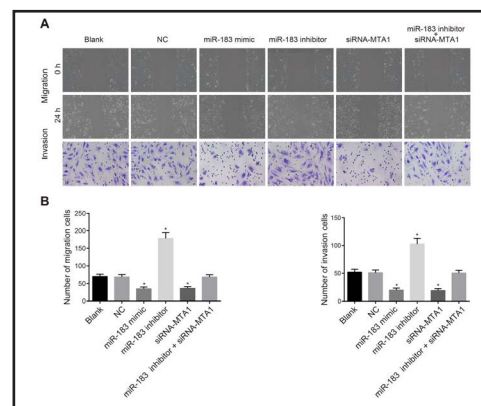 A
Blank NC miR-183 mimic miR-183 inhibitor siRNA-MTA1 miR-183 inhibitor
+
siRNA-MTA1
Migration
0 h
24 h
Invasion
B
Number of migration cells
250
200
150
100
50
0
*
*
*
Blank
NC
miR-183 mimic
miR-183 inhibitor
siRNA-MTA1
miR-183 inhibitor + siRNA-MTA1
Number of invasion cells
150
100
50
0
*
*
*
Blank
NC
miR-183 mimic
miR-183 inhibitor
siRNA-MTA1
miR-183 inhibitor + siRNA-MTA1